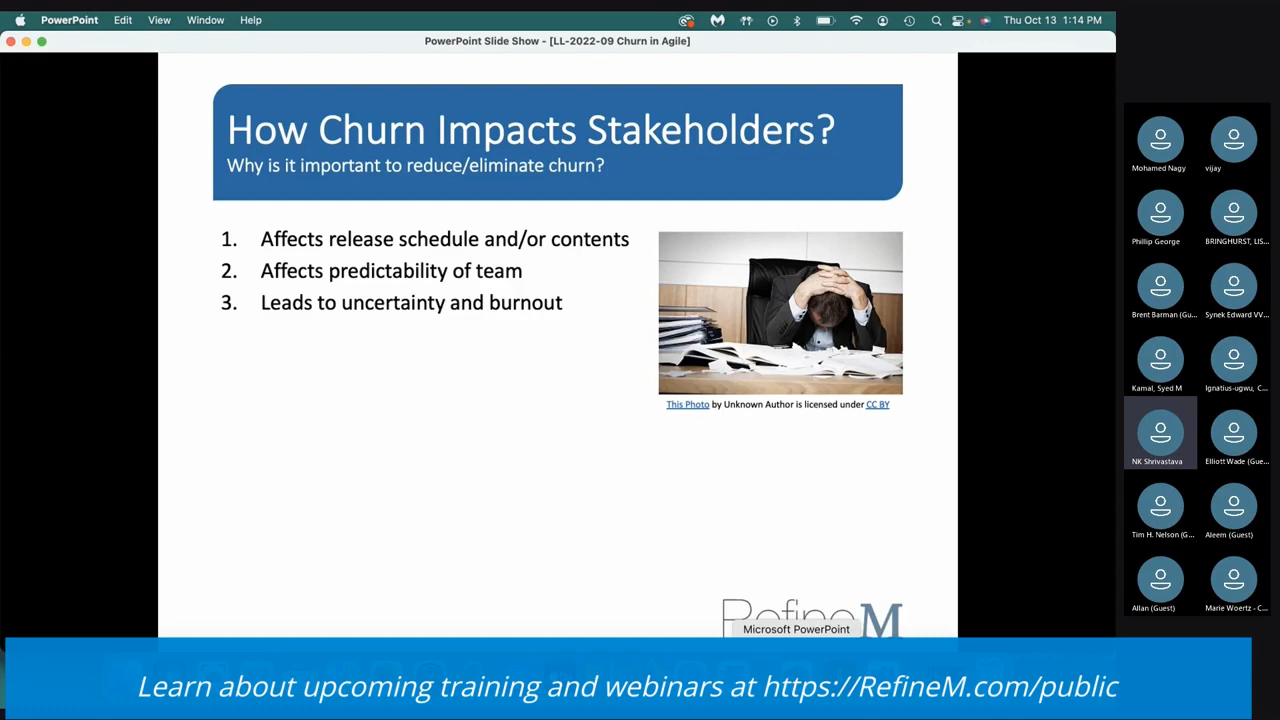 PowerPoint Edit View Window Help Thu Oct 13 1:14 PM
PowerPoint Slide Show - [LL-2022-09 Churn in Agile]
How Churn Impacts Stakeholders?
Why is it important to reduce/eliminate churn?
1. Affects release schedule and/or contents
2. Affects predictability of team
3. Leads to uncertainty and burnout
This Photo by Unknown Author is licensed under CC BY
RefineM
Microsoft PowerPoint
Mohamed Nagy
vijay
Phillip George
BRINGHURST, LIS...
Brent Barman (Gu...
Synek Edward VV...
Kamal, Syed M
Ignatius-ugwu, C...
NK Shrivastava
Elliott Wade (Gue...
Tim H. Nelson (G...
Aleem (Guest)
Allan (Guest)
Marie Woertz - C...
Learn about upcoming training and webinars at https://RefineM.com/public